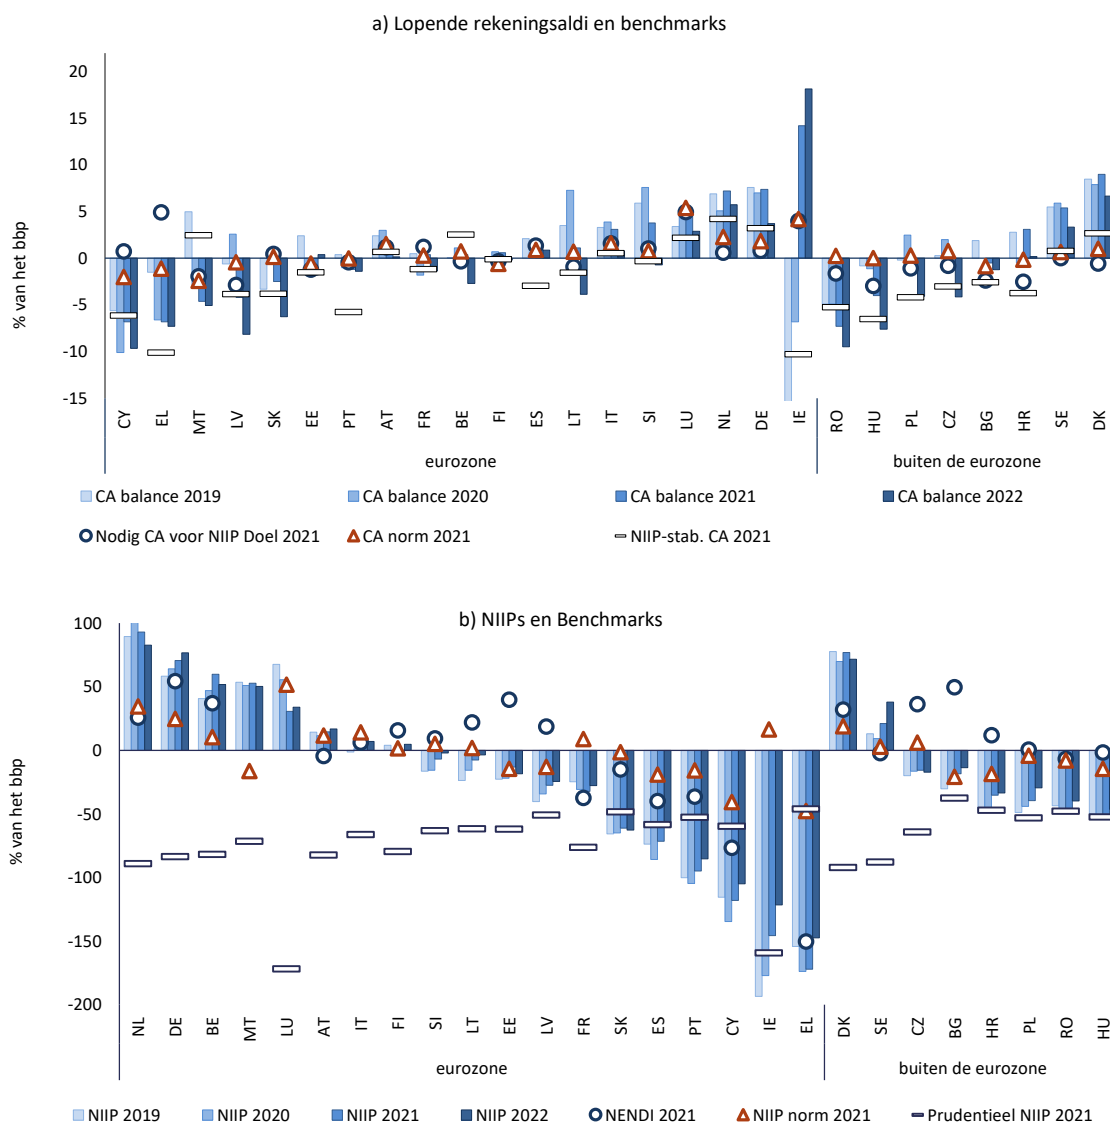 a) Lopende rekeningsaldi en benchmarks
% van het bbp
20
15
10
5
0
-5
-10
-15
CY EL MT LV SK EE PT AT FR BE FI ES LT IT SI LU NL DE IE RO HU PL CZ BG HR SE DK
eurozone buiten de eurozone
CA balance 2019 CA balance 2020 CA balance 2021 CA balance 2022
Nodig CA voor NIIP Doel 2021 CA norm 2021 NIIP-stab. CA 2021
b) NIIPs en Benchmarks
% van het bbp
100
50
0
-50
-100
-150
-200
NL DE BE MT LU AT IT FI SI LT EE LV FR SK ES PT CY IE EL DK SE CZ BG HR PL RO HU
eurozone buiten de eurozone
NIIP 2019 NIIP 2020 NIIP 2021 NIIP 2022 NENDI 2021 NIIP norm 2021 Prudentieel NIIP 2021